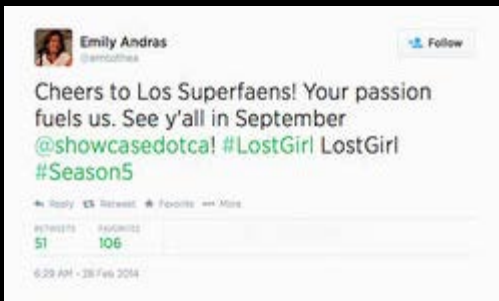 Emily Andras
@emtothea
Follow
Cheers to Los Superfaens! Your passion
fuels us. See y'all in September
@showcasedotca! #LostGirl LostGirl
#Season5
Reply Retweet Favorite More
RETWEETS FAVORITES
51 106
6:29 AM - 28 Feb 2014